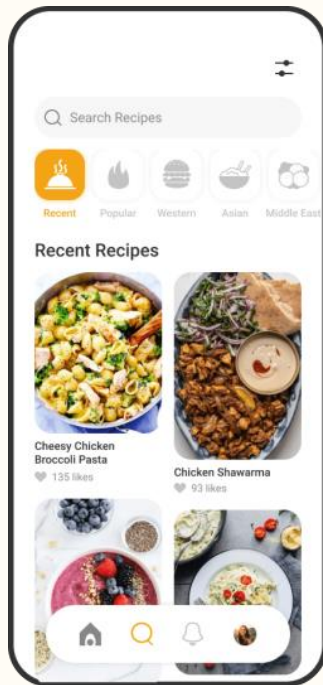 Search Recipes
Recent Popular Western Asian Middle East
Recent Recipes
Cheesy Chicken
Broccoli Pasta
135 likes
Chicken Shawarma
93 likes